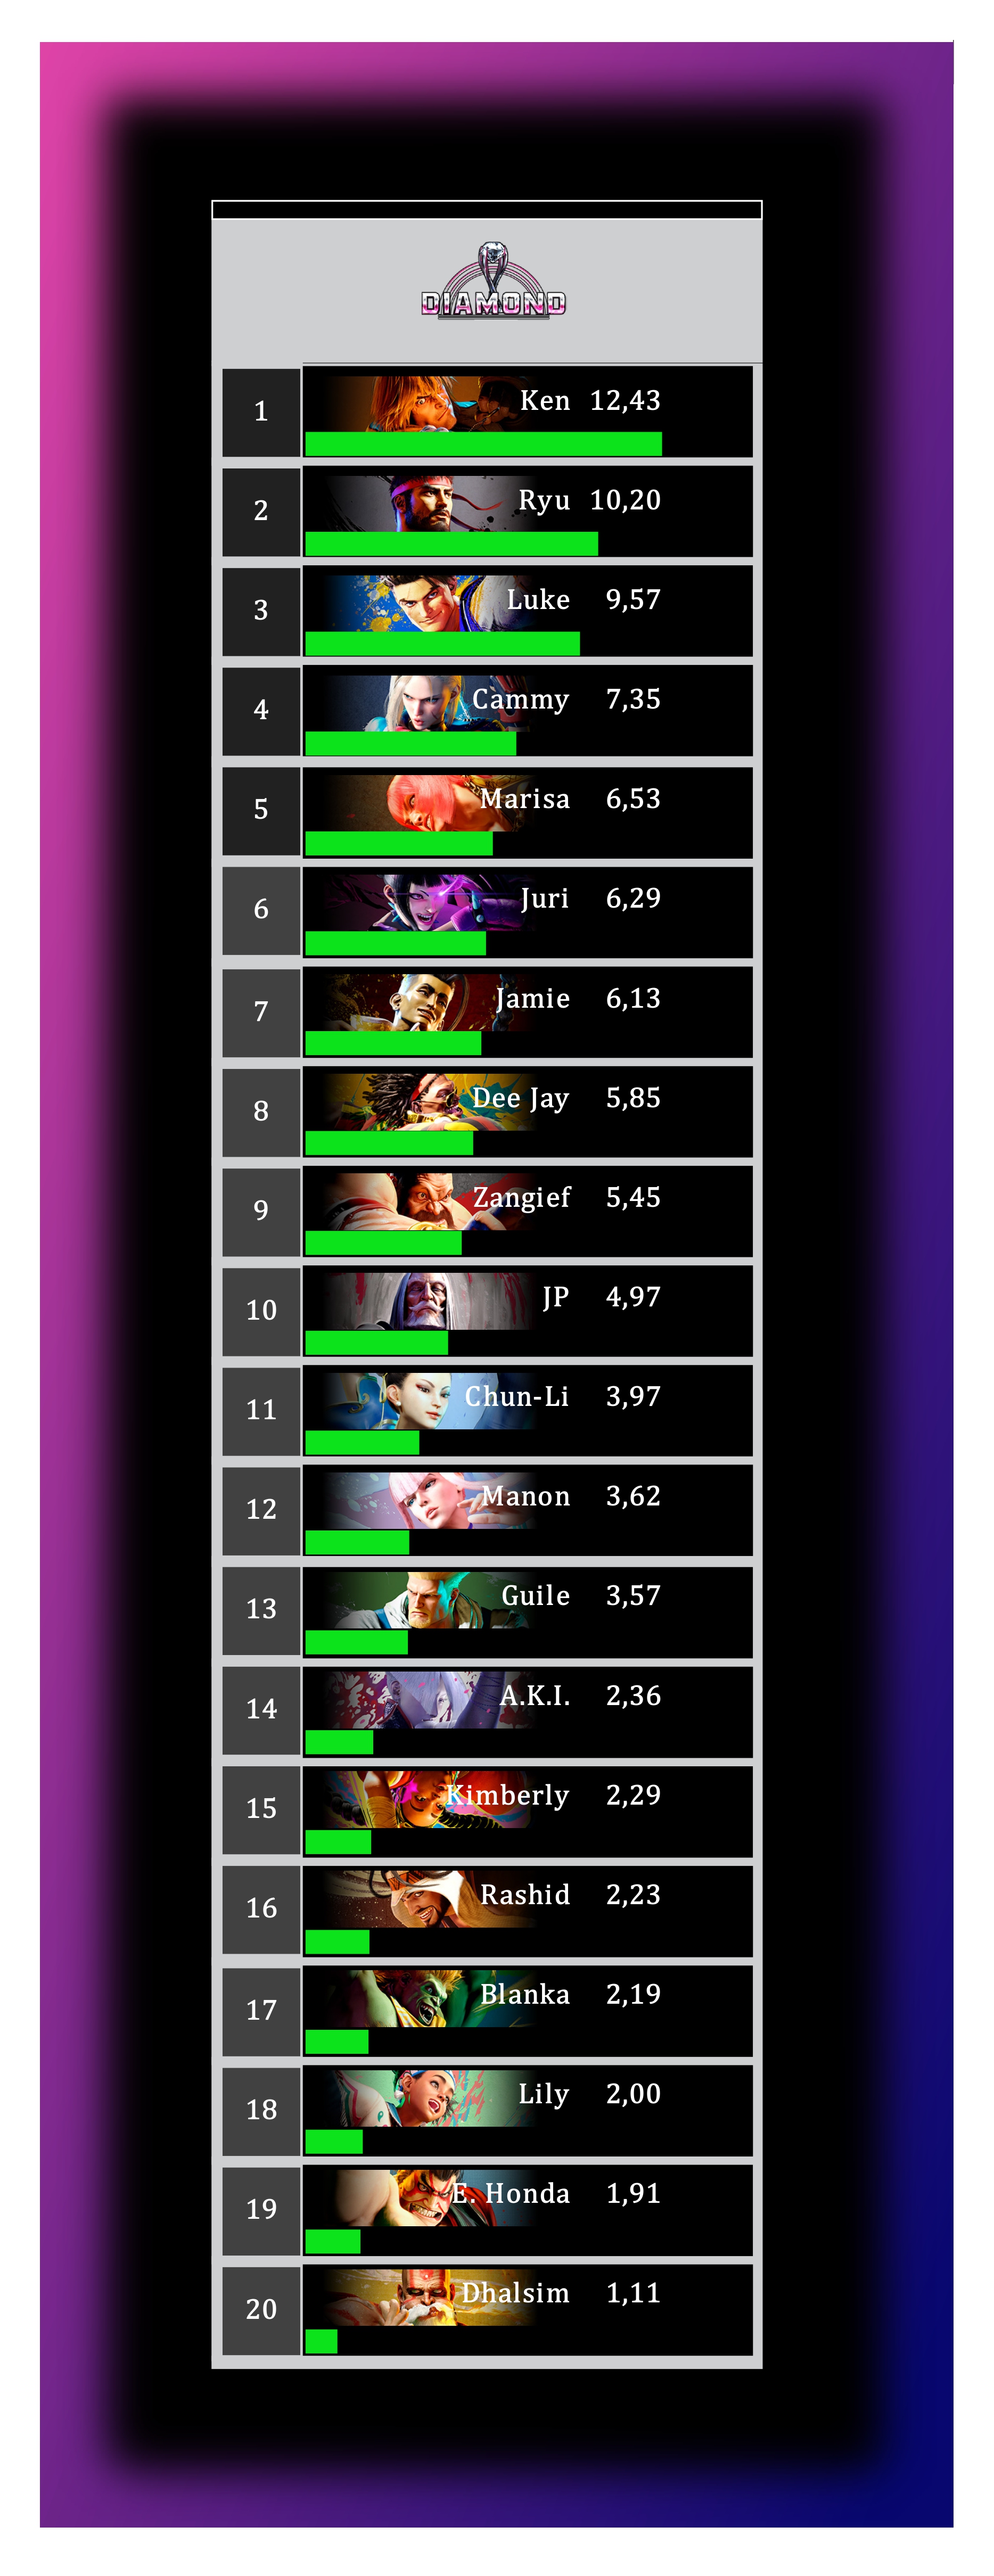 DIAMOND
1 Ken 12,43
2 Ryu 10,20
3 Luke 9,57
4 Cammy 7,35
5 Marisa 6,53
6 Juri 6,29
7 Jamie 6,13
8 Dee Jay 5,85
9 Zangief 5,45
10 JP 4,97
11 Chun-Li 3,97
12 Manon 3,62
13 Guile 3,57
14 A.K.I. 2,36
15 Kimberly 2,29
16 Rashid 2,23
17 Blanka 2,19
18 Lily 2,00
19 E. Honda 1,91
20 Dhalsim 1,11